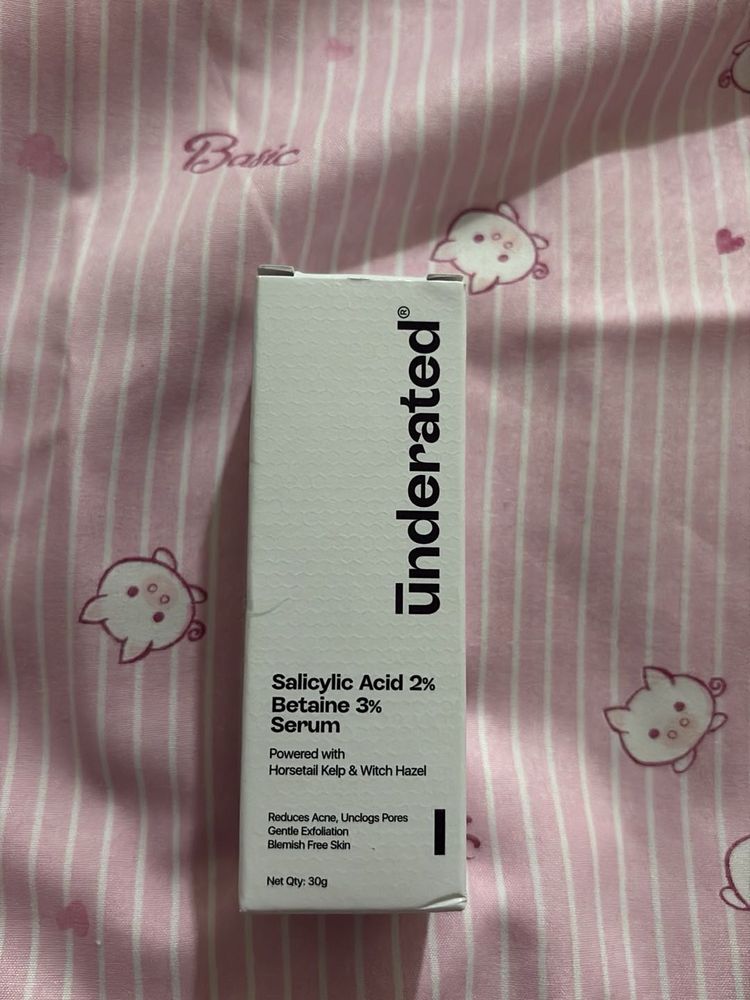 Basic
ūnderated®
Salicylic Acid 2%
Betaine 3%
Serum
Powered with
Horsetail Kelp & Witch Hazel
Reduces Acne, Unclogs Pores
Gentle Exfoliation
Blemish Free Skin
Net Qty: 30g